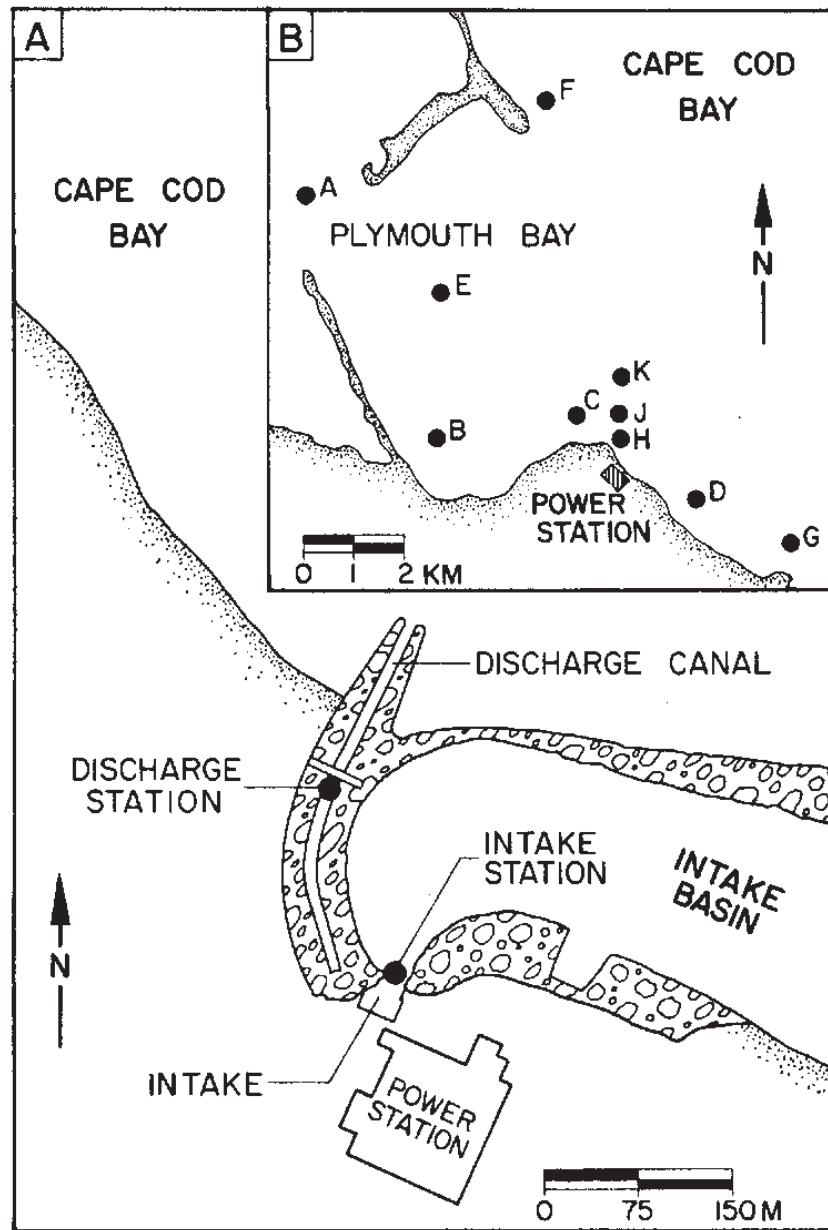 A
CAPE COD
BAY
B
CAPE COD
BAY
F
A
PLYMOUTH BAY
N
E
K
C
J
B
H
POWER
STATION
D
G
0 1 2 KM
DISCHARGE CANAL
DISCHARGE
STATION
INTAKE
STATION
INTAKE
BASIN
N
INTAKE
POWER
STATION
0 75 150 M